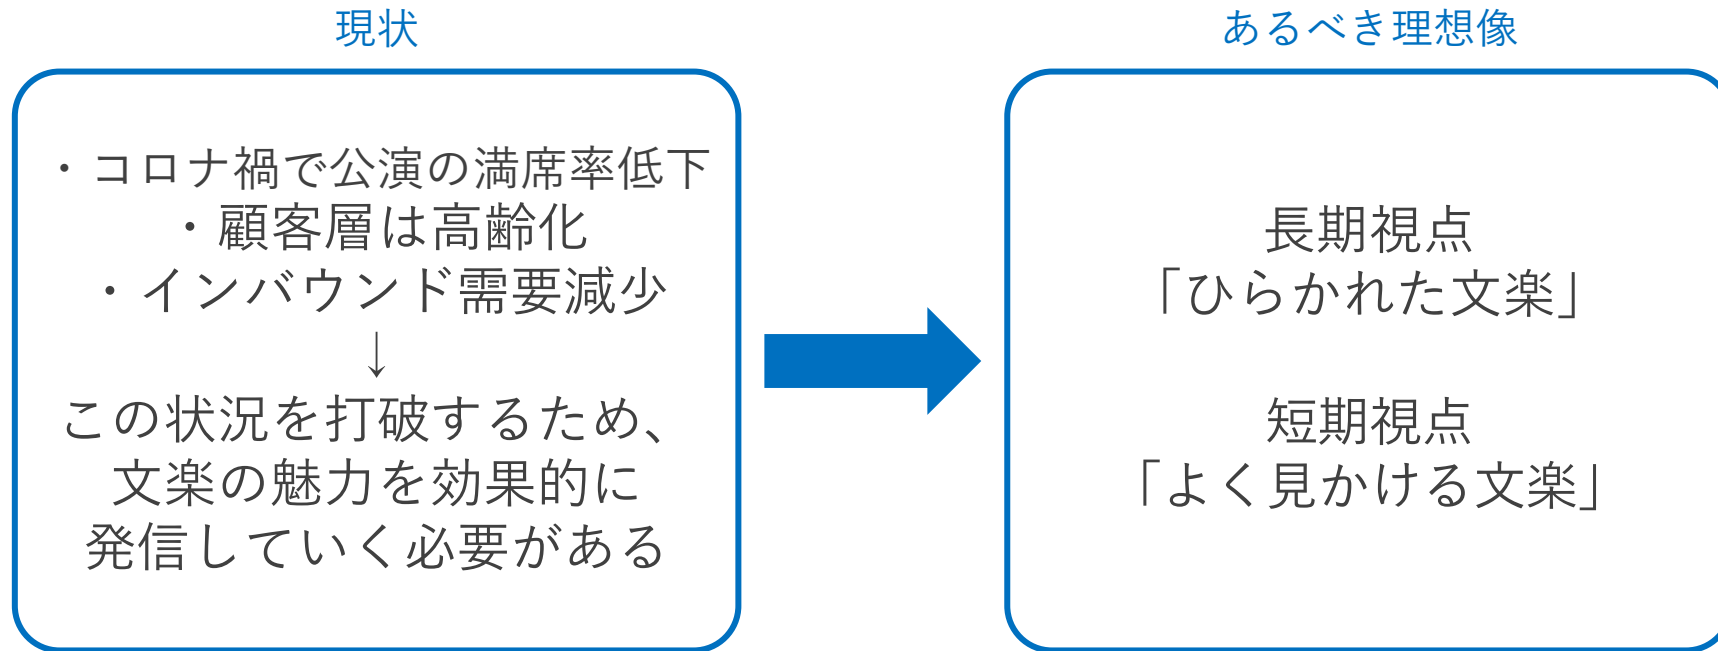 現状
・コロナ禍で公演の満席率低下
・顧客層は高齢化
・インバウンド需要減少
↓
この状況を打破するため、
文楽の魅力を効果的に
発信していく必要がある
あるべき理想像
長期視点
「ひらかれた文楽」
短期視点
「よく見かける文楽」